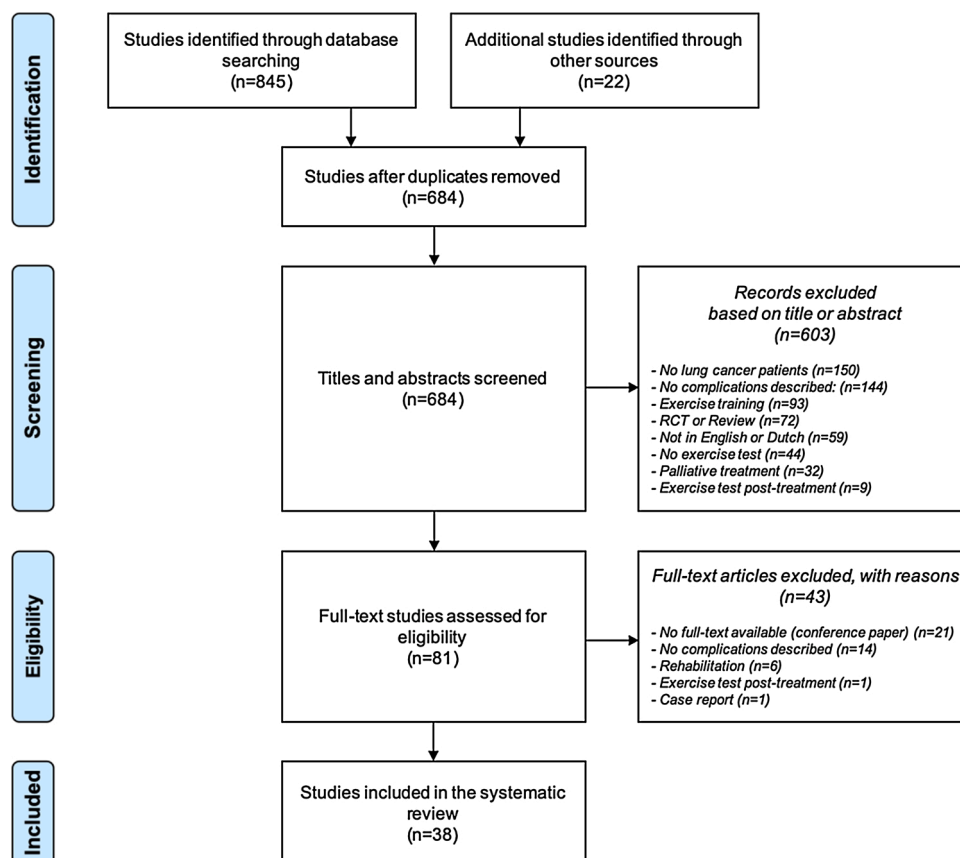 Identification
Studies identified through database
searching
(n=845)
Additional studies identified through
other sources
(n=22)
Studies after duplicates removed
(n=684)
Screening
Titles and abstracts screened
(n=684)
Records excluded
based on title or abstract
(n=603)
- No lung cancer patients (n=150)
- No complications described: (n=144)
- Exercise training (n=93)
- RCT or Review (n=72)
- Not in English or Dutch (n=59)
- No exercise test (n=44)
- Palliative treatment (n=32)
- Exercise test post-treatment (n=9)
Eligibility
Full-text studies assessed for
eligibility
(n=81)
Full-text articles excluded, with reasons
(n=43)
- No full-text available (conference paper) (n=21)
- No complications described (n=14)
- Rehabilitation (n=6)
- Exercise test post-treatment (n=1)
- Case report (n=1)
Included
Studies included in the systematic
review
(n=38)